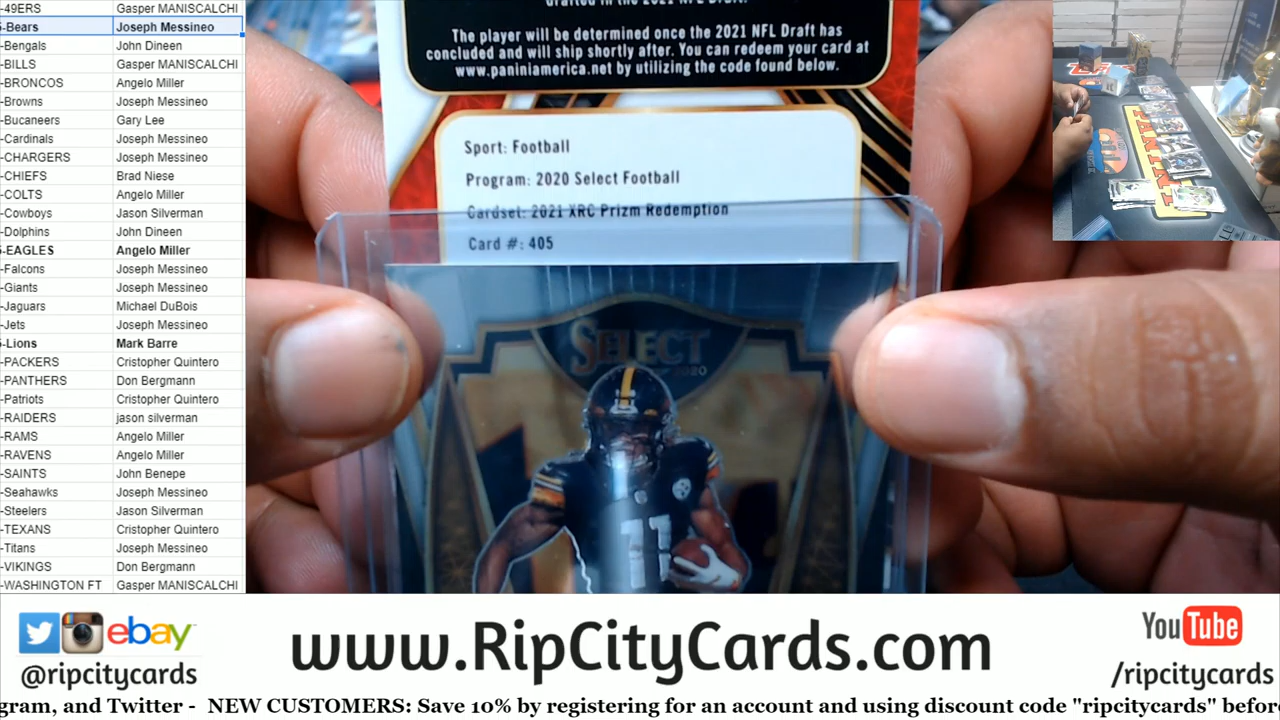 -49ERS Gasper MANISCALCHI
-Bears Joseph Messineo
-Bengals John Dineen
-BILLS Gasper MANISCALCHI
-BRONCOS Angelo Miller
-Browns Joseph Messineo
-Bucaneers Gary Lee
-Cardinals Joseph Messineo
-CHARGERS Joseph Messineo
-CHIEFS Brad Niese
-COLTS Angelo Miller
-Cowboys Jason Silverman
-Dolphins John Dineen
-EAGLES Angelo Miller
-Falcons Joseph Messineo
-Giants Joseph Messineo
-Jaguars Michael DuBois
-Jets Joseph Messineo
-Lions Mark Barre
-PACKERS Cristopher Quintero
-PANTHERS Don Bergmann
-Patriots Cristopher Quintero
-RAIDERS jason silverman
-RAMS Angelo Miller
-RAVENS Angelo Miller
-SAINTS John Benepe
-Seahawks Joseph Messineo
-Steelers Jason Silverman
-TEXANS Cristopher Quintero
-Titans Joseph Messineo
-VIKINGS Don Bergmann
-WASHINGTON FT Gasper MANISCALCHI
drafted in the 2021 NFL Draft.
The player will be determined once the 2021 NFL Draft has
concluded and will ship shortly after. You can redeem your card at
www.paniniamerica.net by utilizing the code found below.
Sport: Football
Program: 2020 Select Football
Cardset: 2021 XRC Prizm Redemption
Card #: 405
SELECT
2020
11
PANINI
ebay
@ripcitycards
www.RipCityCards.com
YouTube
/ripcitycards
gram, and Twitter - NEW CUSTOMERS: Save 10% by registering for an account and using discount code "ripcitycards" befor